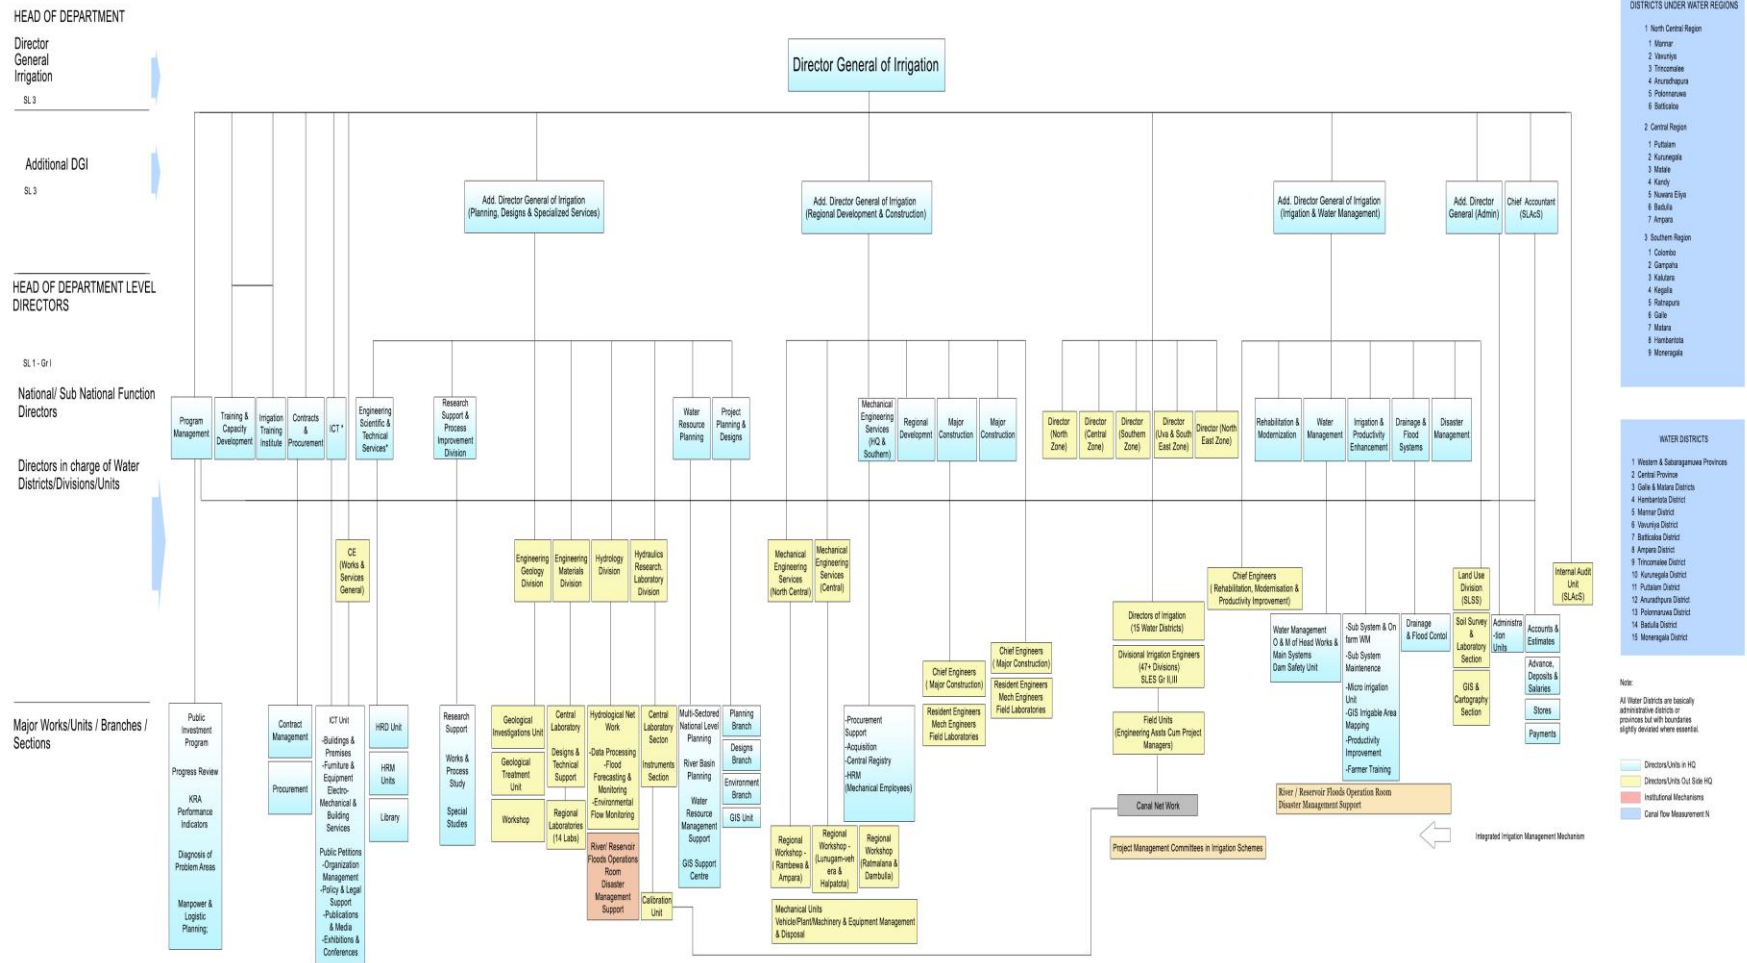 HEAD OF DEPARTMENT
Director
General
Irrigation
SL 3
Additional DGI
SL 3
HEAD OF DEPARTMENT LEVEL
DIRECTORS
SL 1 - Gr I
National/ Sub National Function
Directors
Directors in charge of Water
Districts/Divisions/Units
Major Works/Units / Branches /
Sections
Director General of Irrigation
Add. Director General of Irrigation
(Planning, Designs & Specialized Services)
Add. Director General of Irrigation
(Regional Development & Construction)
Add. Director General of Irrigation
(Irrigation & Water Management)
Add. Director
General (Admin)
Chief Accountant
(SLAcS)
Program
Management
Training &
Capacity
Development
Irrigation
Training
Institute
Contracts
&
Procurement
ICT *
Engineering
Scientific &
Technical
Services*
Research
Support &
Process
Improvement
Division
Water
Resource
Planning
Project
Planning &
Designs
Mechanical
Engineering
Services
(HQ &
Southern)
Regional
Developmnt
Major
Construction
Major
Construction
Director
(North
Zone)
Director
(Central
Zone)
Director
(Southern
Zone)
Director
(Uva & South
East Zone)
Director (North
East Zone)
Rehabilitation &
Modernization
Water
Management
Irrigation &
Productivity
Enhancement
Drainage &
Flood
Systems
Disaster
Management
CE
(Works &
Services
General)
Engineering
Geology
Division
Engineering
Materials
Division
Hydrology
Division
Hydraulics
Research.
Laboratory
Division
Mechanical
Engineering
Services
(North Central)
Mechanical
Engineering
Services
(Central)
Chief Engineers
( Rehabilitation, Modernisation &
Productivity Improvement)
Land Use
Division
(SLSS)
Internal Audit
Unit
(SLAcS)
Directors of Irrigation
(15 Water Districts)
Divisional Irrigation Engineers
(47+ Divisions)
SLES Gr II,III
Field Units
(Engineering Assts Cum Project
Managers)
Canal Net Work
Project Management Committees in Irrigation Schemes
Water Management
O & M of Head Works &
Main Systems
Dam Safety Unit
-Sub System & On
farm WM
-Sub System
Maintenence
-Micro irrigation
Unit
-GIS Irrigable Area
Mapping
-Productivity
Improvement
-Farmer Training
Drainage
& Flood Contol
Soil Survey
&
Laboratory
Section
GIS &
Cartography
Section
Administra
-tion
Units
Accounts &
Estimates
Advance,
Deposits &
Salaries
Stores
Payments
River / Reservoir Floods Operation Room
Disaster Management Support
Chief Engineers
( Major Construction)
Resident Engineers
Mech Engineers
Field Laboratories
Chief Engineers
( Major Construction)
Resident Engineers
Mech Engineers
Field Laboratories
Public
Investment
Program
Progress Review
KRA
Performance
Indicators
Diagnosis of
Problem Areas
Manpower &
Logistic
Planning;
Contract
Management
Procurement
ICT Unit
-Buildings &
Premises
-Furniture &
Equipment
Electro-
Mechanical &
Building
Services
Public Petitions
-Organization
Management
-Policy & Legal
Support
-Publications
& Media
-Exhibitions &
Conferences
HRD Unit
HRM
Units
Library
Research
Support
Works &
Process
Study
Special
Studies
Geological
Investigations Unit
Geological
Treatment
Unit
Workshop
Central
Laboratory
Designs &
Technical
Support
Regional
Laboratories
(14 Labs)
Hydrological Net
Work
-Data Processing
-Flood
Forecasting &
Monitoring
-Environmental
Flow Monitoring
River/ Reservoir
Floods Operations
Room
Disaster
Management
Support
Central
Laboratory
Secton
Instruments
Section
Calibration
Unit
Multi-Sectored
National Level
Planning
River Basin
Planning
Water
Resource
Management
Support
GIS Support
Centre
Planning
Branch
Designs
Branch
Environment
Branch
GIS Unit
-Procurement
Support
-Acquisition
-Central Registry
-HRM
(Mechanical Employees)
Regional
Workshop -
( Rambewa &
Ampara)
Regional
Workshop -
(Lunugam-veh
era &
Halpatota)
Regional
Workshop
(Ratmalana &
Dambulla)
Mechanical Units
Vehicle/Plant/Machinery & Equipment Management
& Disposal
DISTRICTS UNDER WATER REGIONS
1 North Central Region
1 Mannar
2 Vavuniya
3 Trincomalee
4 Anuradhapura
5 Polonnaruwa
6 Batticaloa
2 Central Region
1 Puttalam
2 Kurunegala
3 Matale
4 Kandy
5 Nuwara Eliya
6 Badulla
7 Ampara
3 Southern Region
1 Colombo
2 Gampaha
3 Kalutara
4 Kegalla
5 Ratnapura
6 Galle
7 Matara
8 Hambantota
9 Moneragala
WATER DISTRICTS
1 Western & Sabaragamuwa Provinces
2 Central Province
3 Galle & Matara Districts
4 Hambantota District
5 Mannar District
6 Vavuniya District
7 Batticaloa District
8 Ampara District
9 Trincomalee District
10 Kurunegala District
11 Puttalam District
12 Anuradhpura District
13 Polonnaruwa District
14 Badulla District
15 Moneragala District
Note:
All Water Districts are basically
administrative districts or
provinces but with boundaries
slightly deviated where essential.
Directors/Units in HQ
Directors/Units Out Side HQ
Institutional Mechanisms
Canal flow Measurement N
Integrated Irrigation Management Mechanism